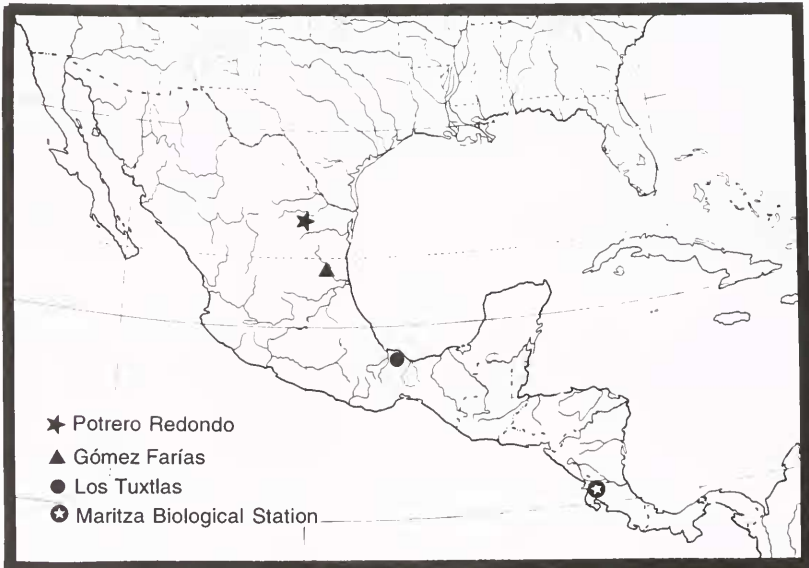 Potrero Redondo
Gómez Farías
Los Tuxtlas
Maritza Biological Station